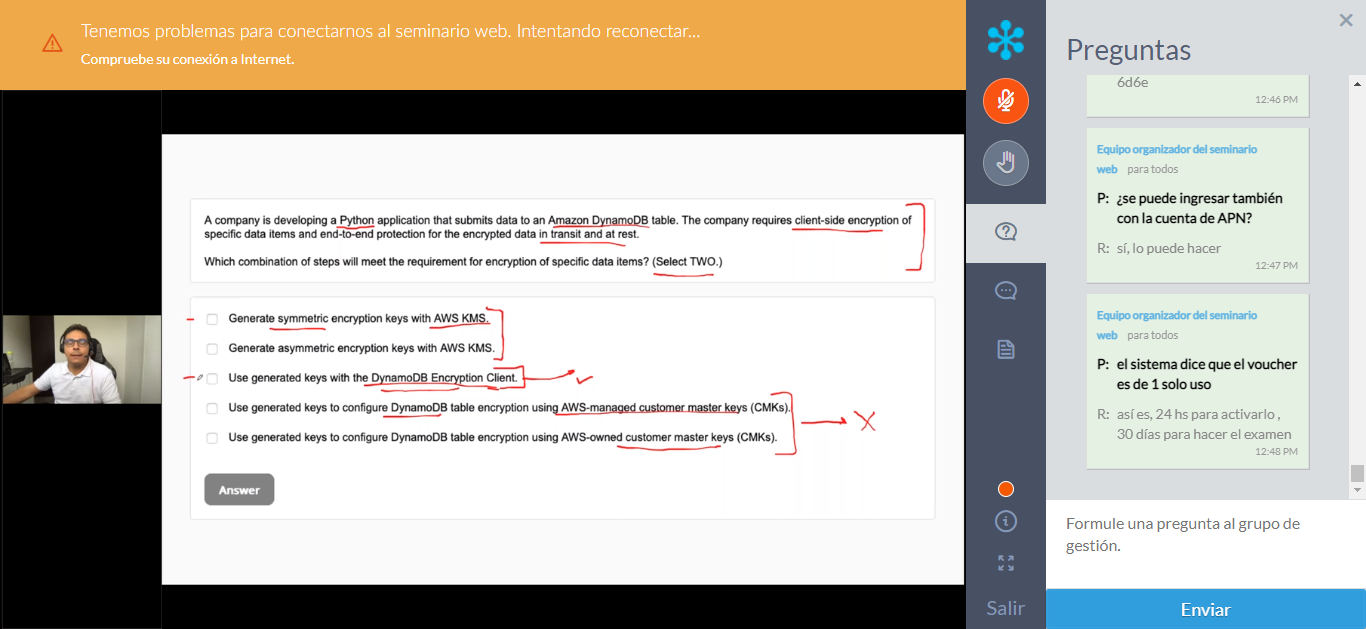 Tenemos problemas para conectarnos al seminario web. Intentando reconectar...
Compruebe su conexión a Internet.
A company is developing a Python application that submits data to an Amazon DynamoDB table. The company requires client-side encryption of
specific data items and end-to-end protection for the encrypted data in transit and at rest.
Which combination of steps will meet the requirement for encryption of specific data items? (Select TWO.)
Generate symmetric encryption keys with AWS KMS.
Generate asymmetric encryption keys with AWS KMS.
Use generated keys with the DynamoDB Encryption Client.
Use generated keys to configure DynamoDB table encryption using AWS-managed customer master keys (CMKs).
Use generated keys to configure DynamoDB table encryption using AWS-owned customer master keys (CMKs).
Answer
Salir
Preguntas
6d6e
12:46 PM
Equipo organizador del seminario
web para todos
P: ¿se puede ingresar también
con la cuenta de APN?
R: sí, lo puede hacer
12:47 PM
Equipo organizador del seminario
web para todos
P: el sistema dice que el voucher
es de 1 solo uso
R: así es, 24 hs para activarlo ,
30 días para hacer el examen
12:48 PM
Formule una pregunta al grupo de
gestión.
Enviar